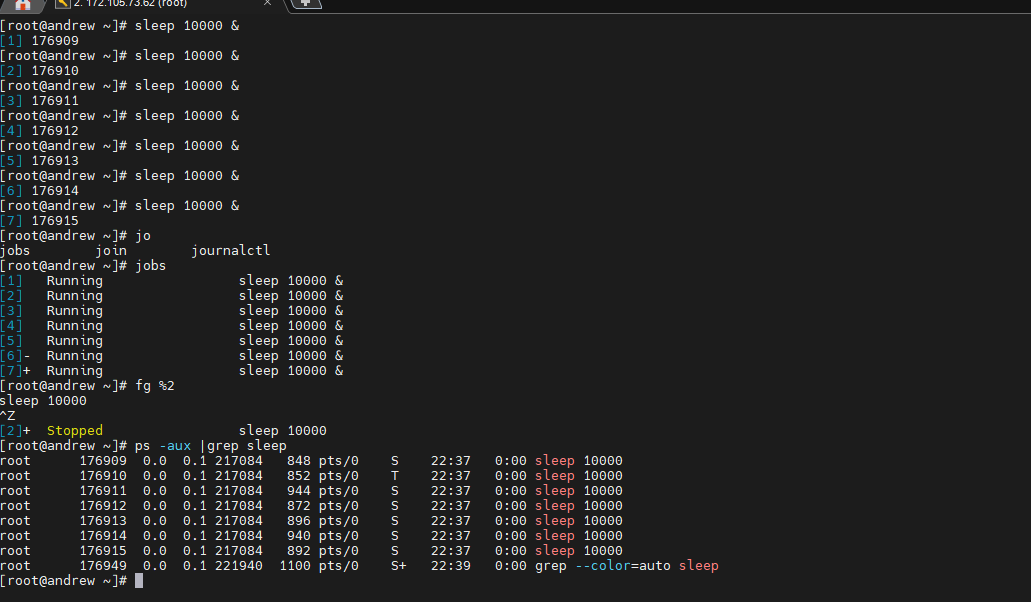 2. 172.105.73.62 (root)
[root@andrew ~]# sleep 10000 &
[1] 176909
[root@andrew ~]# sleep 10000 &
[2] 176910
[root@andrew ~]# sleep 10000 &
[3] 176911
[root@andrew ~]# sleep 10000 &
[4] 176912
[root@andrew ~]# sleep 10000 &
[5] 176913
[root@andrew ~]# sleep 10000 &
[6] 176914
[root@andrew ~]# sleep 10000 &
[7] 176915
[root@andrew ~]# jo
jobs        join        journalctl
[root@andrew ~]# jobs
[1]   Running                 sleep 10000 &
[2]   Running                 sleep 10000 &
[3]   Running                 sleep 10000 &
[4]   Running                 sleep 10000 &
[5]   Running                 sleep 10000 &
[6]-  Running                 sleep 10000 &
[7]+  Running                 sleep 10000 &
[root@andrew ~]# fg %2
sleep 10000
^Z
[2]+  Stopped                 sleep 10000
[root@andrew ~]# ps -aux |grep sleep
root      176909  0.0  0.1 217084   848 pts/0    S    22:37   0:00 sleep 10000
root      176910  0.0  0.1 217084   852 pts/0    T    22:37   0:00 sleep 10000
root      176911  0.0  0.1 217084   944 pts/0    S    22:37   0:00 sleep 10000
root      176912  0.0  0.1 217084   872 pts/0    S    22:37   0:00 sleep 10000
root      176913  0.0  0.1 217084   896 pts/0    S    22:37   0:00 sleep 10000
root      176914  0.0  0.1 217084   940 pts/0    S    22:37   0:00 sleep 10000
root      176915  0.0  0.1 217084   892 pts/0    S    22:37   0:00 sleep 10000
root      176949  0.0  0.1 221940  1100 pts/0    S+   22:39   0:00 grep --color=auto sleep
[root@andrew ~]#